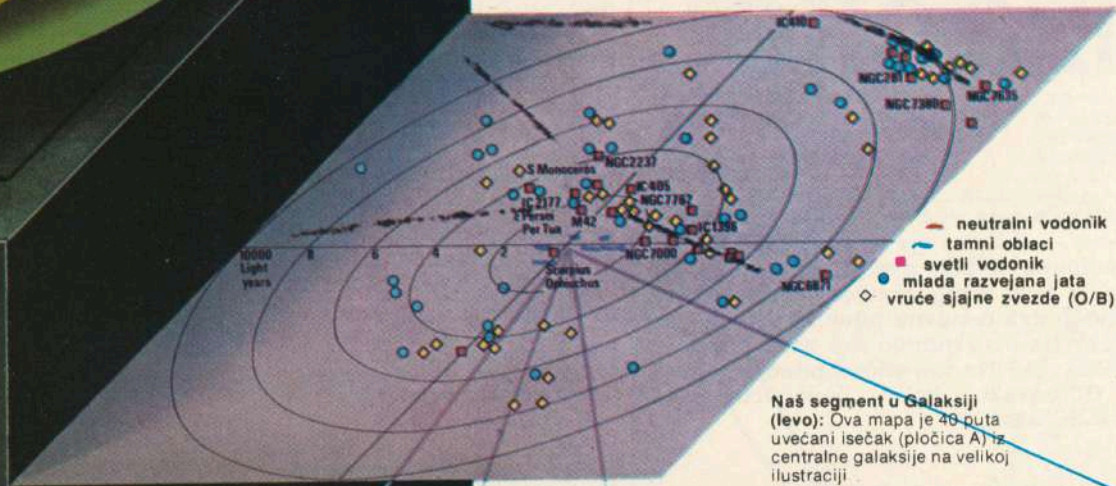 IC410
NGC281
NGC7635
NGC7380
NGC2237
S Monoceros
IC405
IC2177
NGC7762
Per Tua
M42
IC1396
10000
8
6
4
2
Light
years
NGC7000
NGC6871
Scorpius
Ophiuchus
neutralni vodonik
tamni oblaci
svetli vodonik
mlada razvejana jata
vruće sjajne zvezde (O/B)
Naš segment u Galaksiji
(levo): Ova mapa je 40 puta
uvećani isečak (pločica A) iz
centralne galaksije na velikoj
ilustraciji